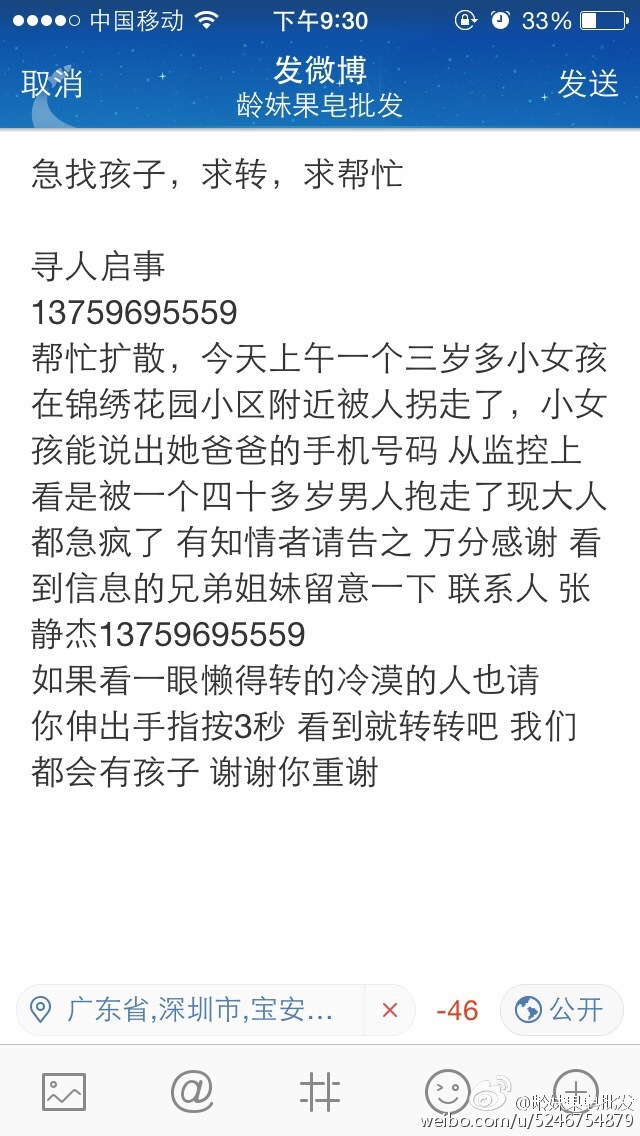 中国移动 下午9:30 33%
取消 发微博 发送
龄妹果皂批发
急找孩子，求转，求帮忙
寻人启事
13759695559
帮忙扩散，今天上午一个三岁多小女孩
在锦绣花园小区附近被人拐走了，小女
孩能说出她爸爸的手机号码 从监控上
看是被一个四十多岁男人抱走了现大人
都急疯了 有知情者请告之 万分感谢 看
到信息的兄弟姐妹留意一下 联系人 张
静杰13759695559
如果看一眼懒得转的冷漠的人也请
你伸出手指按3秒 看到就转转吧 我们
都会有孩子 谢谢你重谢
广东省,深圳市,宝安... × -46 公开
@龄妹果皂批发
weibo.com/u/5246754879